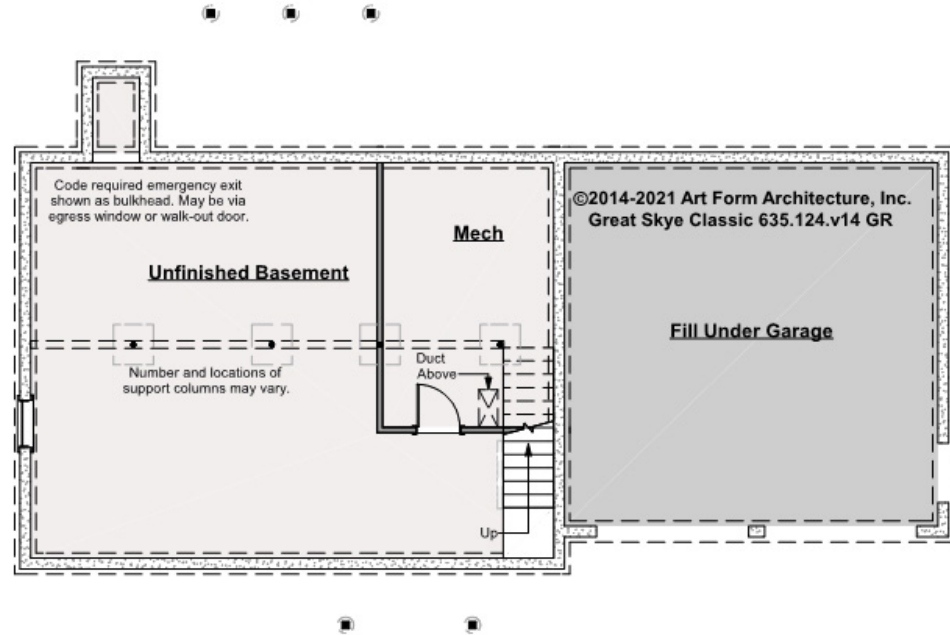 Code required emergency exit
shown as bulkhead. May be via
egress window or walk-out door.
©2014-2021 Art Form Architecture, Inc.
Great Skye Classic 635.124.v14 GR
Mech
Unfinished Basement
Fill Under Garage
Number and locations of
support columns may vary.
Duct
Above
Up